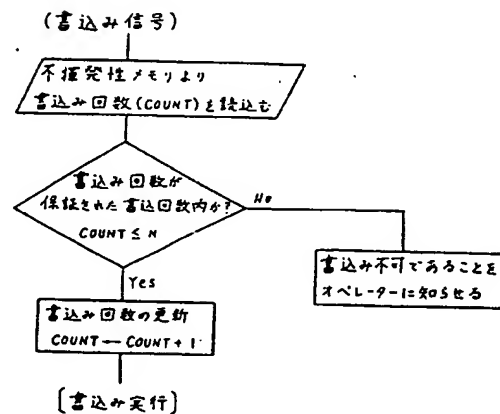 (書込み信号)
不揮発性メモリより
書込み回数(COUNT)を読込む
書込み回数が
保証された書込回数内か?
COUNT ≤ N
No
Yes
書込み不可であることを
オペレーターに知らせる
書込み回数の更新
COUNT ← COUNT + 1
[書込み実行]